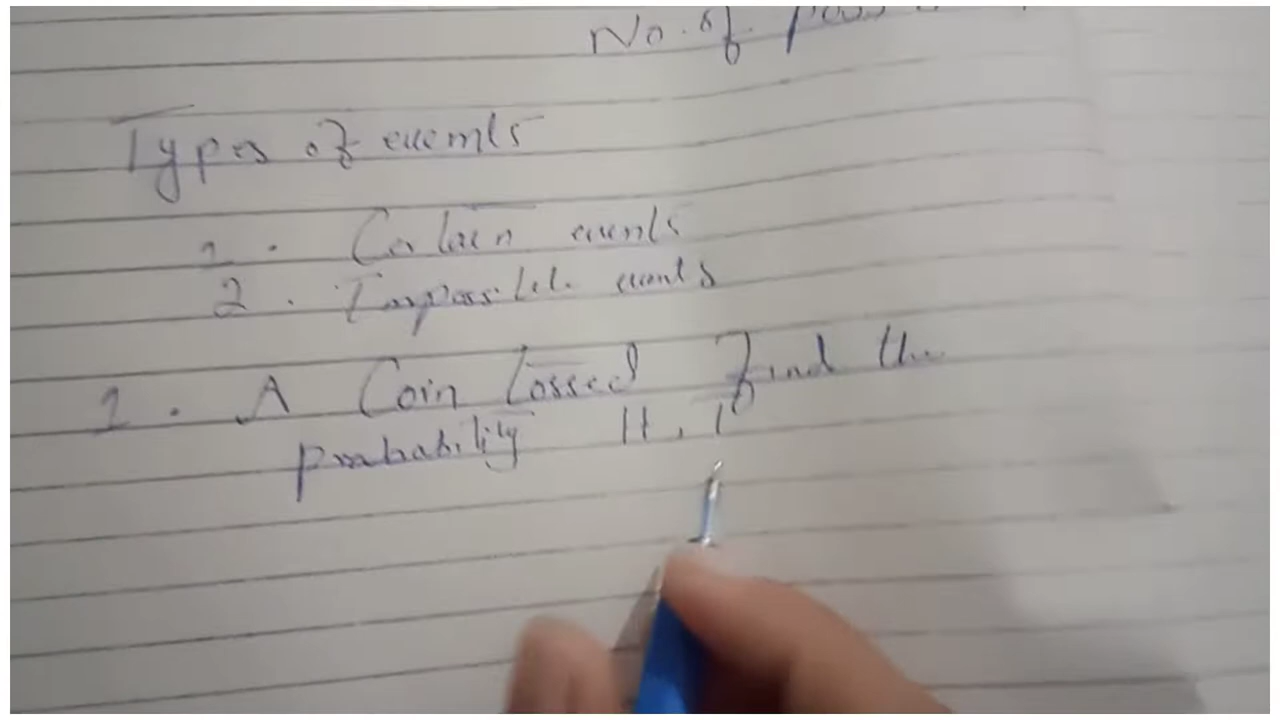 No. of
Types of events
1. Certain events
2. Impossible events
1. A Coin Tossed Find the
probability H, T